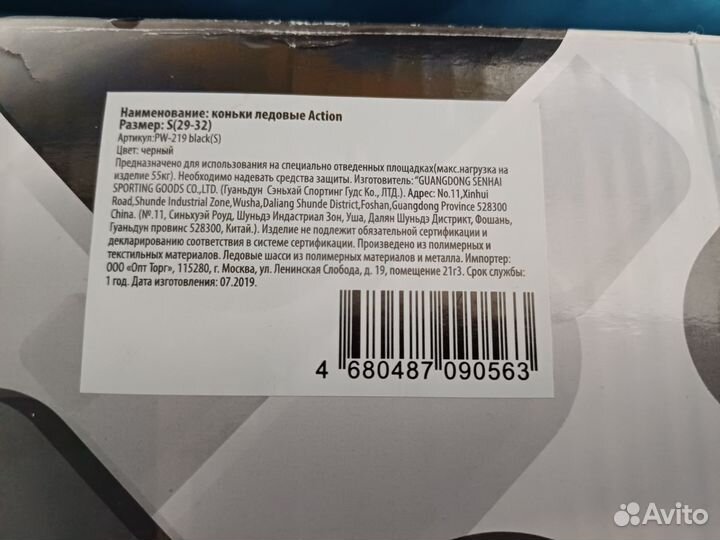 Наименование: коньки ледовые Action
Размер: S(29-32)
Артикул:PW-219 black(S)
Цвет: черный
Предназначено для использования на специально отведенных площадках(макс.нагрузка на
изделие 55кг). Необходимо надевать средства защиты. Изготовитель: "GUANGDONG SENHAI
SPORTING GOODS CO.,LTD. (Гуаньдун Сэньхай Спортинг Гудс Ко., ЛТД.). Адрес: No.11,Xinhui
Road,Shunde Industrial Zone,Wusha,Daliang Shunde District,Foshan,Guangdong Province 528300
China. (№.11, Синьхуэй Роуд, Шуньдэ Индастриал Зон, Уша, Далян Шуньдэ Дистрикт, Фошань,
Гуаньдун провинс 528300, Китай.). Изделие не подлежит обязательной сертификации и
декларированию соответствия в системе сертификации. Произведено из полимерных и
текстильных материалов. Ледовые шасси из полимерных материалов и металла. Импортер:
ООО «Опт Торг», 115280, г. Москва, ул. Ленинская Слобода, д. 19, помещение 21г3. Срок службы:
1 год. Дата изготовления: 07.2019.
4 680487 090563
Avito